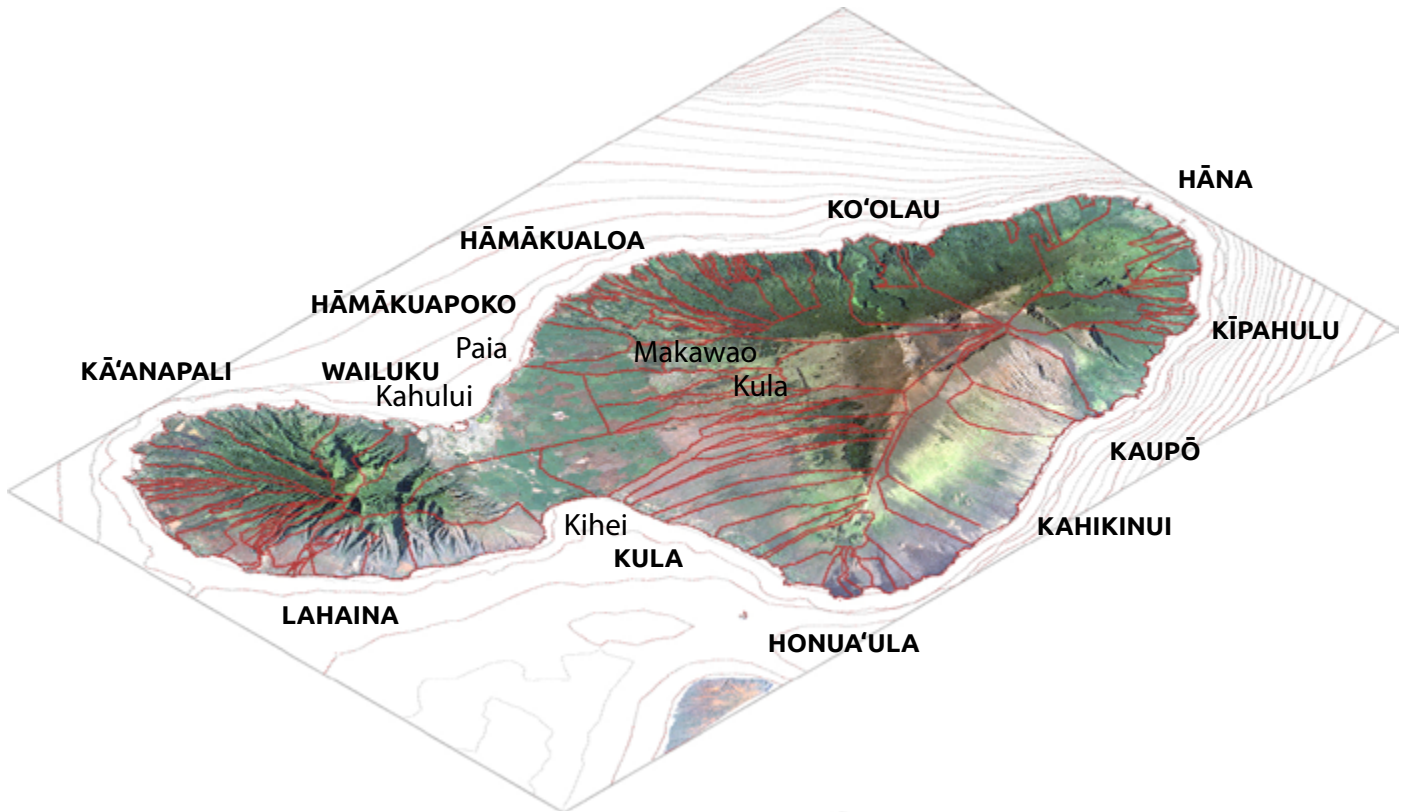 HĀNA
KOʻOLAU
HĀMĀKUALOA
HĀMĀKUAPOKO
KĪPAHULU
Paia
Makawao
KĀʻANAPALI
WAILUKU
Kula
Kahului
KAUPŌ
Kihei
KAHIKINUI
KULA
LAHAINA
HONUAʻULA